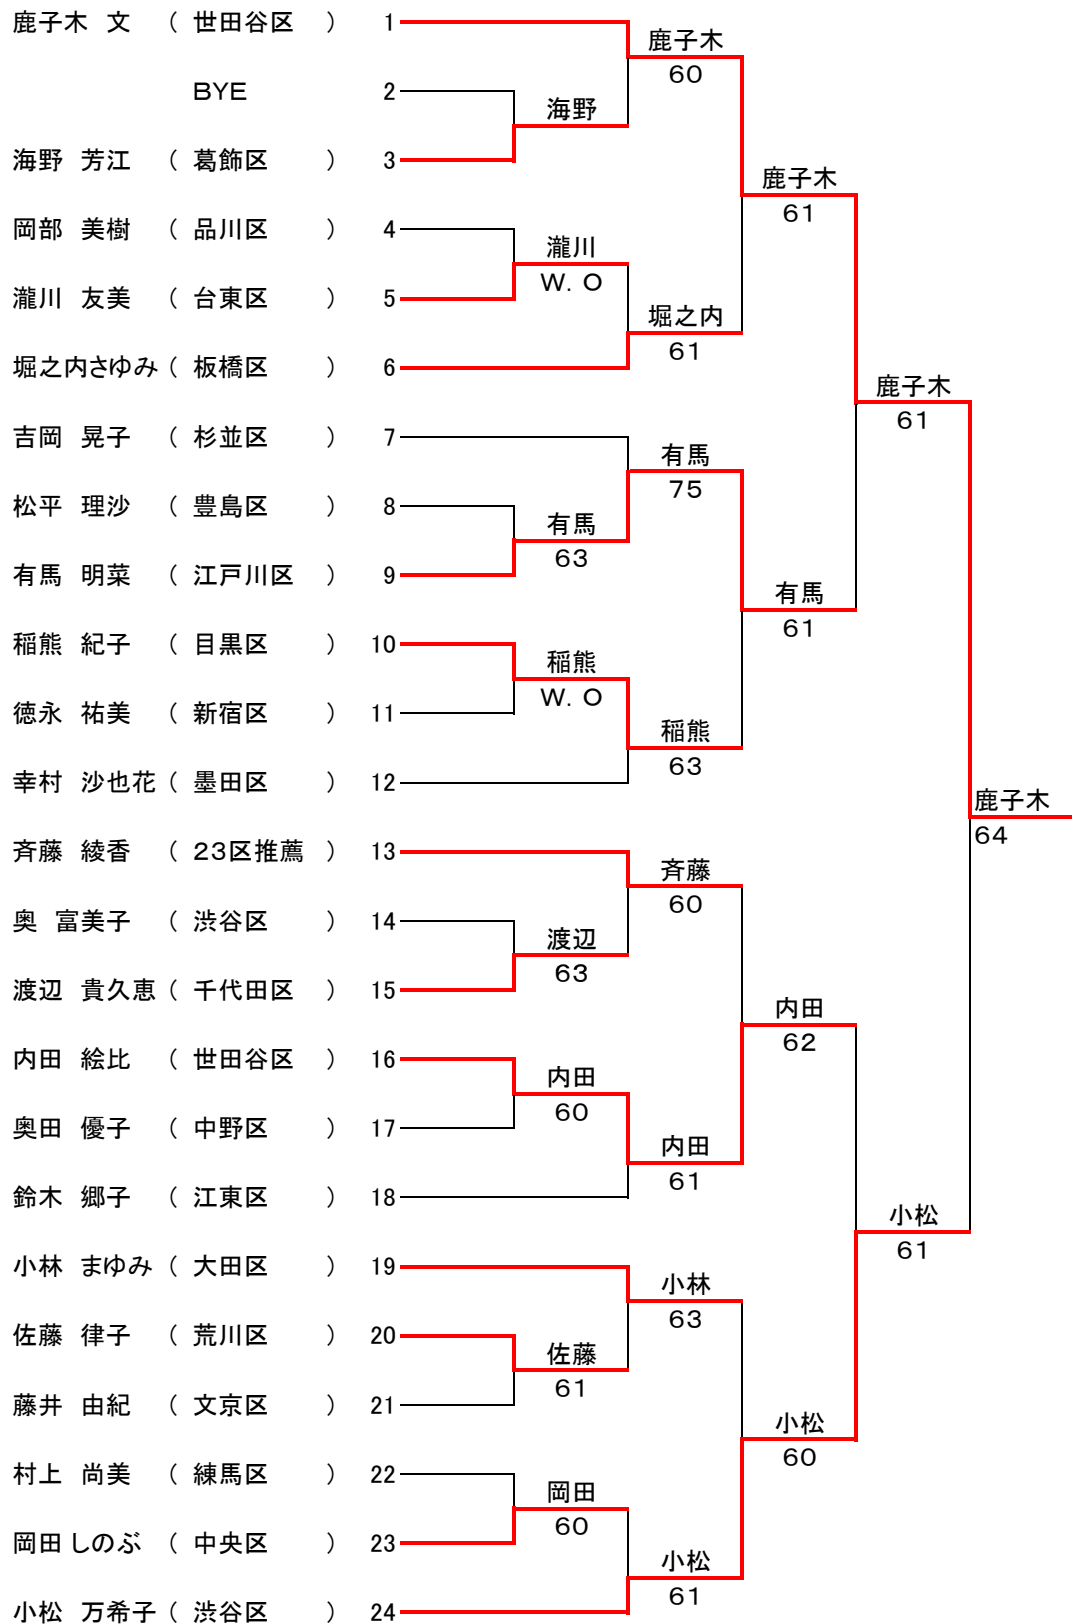 鹿子木 文 （ 世田谷区 ） 1
鹿子木
60
BYE 2
海野
海野 芳江 （ 葛飾区 ） 3
鹿子木
61
岡部 美樹 （ 品川区 ） 4
瀧川
W．O
瀧川 友美 （ 台東区 ） 5
堀之内
61
堀之内さゆみ （ 板橋区 ） 6
鹿子木
61
吉岡 晃子 （ 杉並区 ） 7
有馬
75
松平 理沙 （ 豊島区 ） 8
有馬
63
有馬 明菜 （ 江戸川区 ） 9
有馬
61
稲熊 紀子 （ 目黒区 ） 10
稲熊
W．O
徳永 祐美 （ 新宿区 ） 11
稲熊
63
幸村 沙也花 （ 墨田区 ） 12
鹿子木
64
斉藤 綾香 （ 23区推薦 ） 13
斉藤
60
奥 富美子 （ 渋谷区 ） 14
渡辺
63
渡辺 貴久恵 （ 千代田区 ） 15
内田
62
内田 絵比 （ 世田谷区 ） 16
内田
60
奥田 優子 （ 中野区 ） 17
内田
61
鈴木 郷子 （ 江東区 ） 18
小松
61
小林 まゆみ （ 大田区 ） 19
小林
63
佐藤 律子 （ 荒川区 ） 20
佐藤
61
藤井 由紀 （ 文京区 ） 21
小松
60
村上 尚美 （ 練馬区 ） 22
岡田
60
岡田 しのぶ （ 中央区 ） 23
小松
61
小松 万希子 （ 渋谷区 ） 24